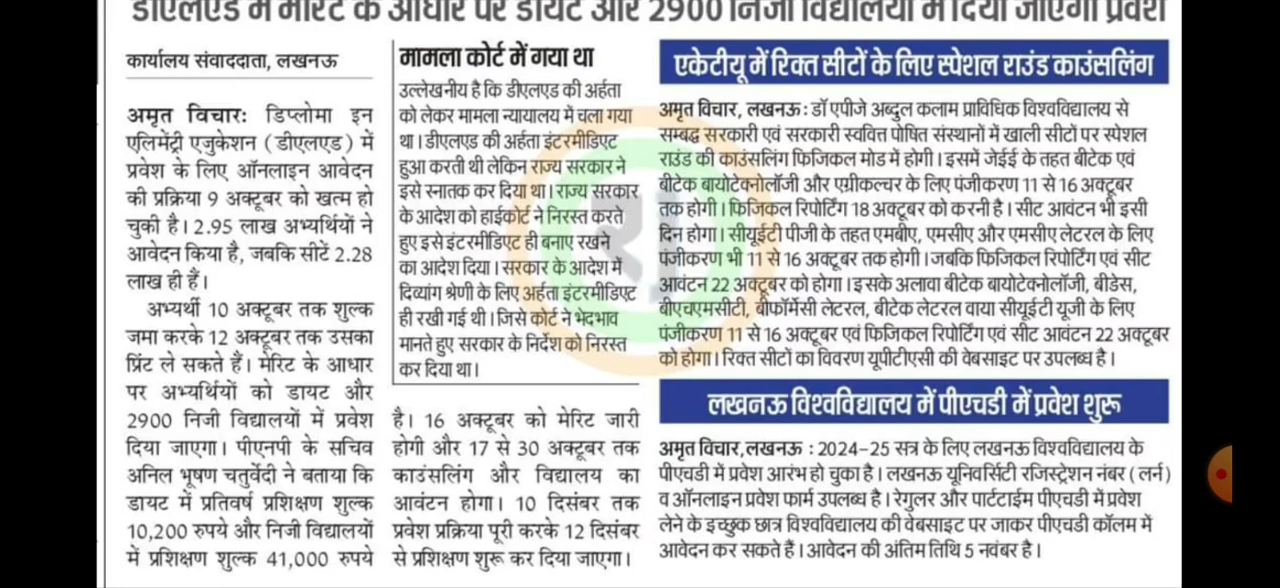 डीएलएड में मेरिट के आधार पर डायट और 2900 निजी विद्यालयों में दिया जाएगा प्रवेश
कार्यालय संवाददाता, लखनऊ
अमृत विचारः डिप्लोमा इन
एलिमेंट्री एजुकेशन (डीएलएड) में
प्रवेश के लिए ऑनलाइन आवेदन
की प्रक्रिया 9 अक्टूबर को खत्म हो
चुकी है। 2.95 लाख अभ्यर्थियों ने
आवेदन किया है, जबकि सीटें 2.28
लाख ही हैं।
अभ्यर्थी 10 अक्टूबर तक शुल्क
जमा करके 12 अक्टूबर तक उसका
प्रिंट ले सकते हैं। मेरिट के आधार
पर अभ्यर्थियों को डायट और
2900 निजी विद्यालयों में प्रवेश
दिया जाएगा। पीएनपी के सचिव
अनिल भूषण चतुर्वेदी ने बताया कि
डायट में प्रतिवर्ष प्रशिक्षण शुल्क
10,200 रुपये और निजी विद्यालयों
में प्रशिक्षण शुल्क 41,000 रुपये
मामला कोर्ट में गया था
उल्लेखनीय है कि डीएलएड की अर्हता
को लेकर मामला न्यायालय में चला गया
था। डीएलएड की अर्हता इंटरमीडिएट
हुआ करती थी लेकिन राज्य सरकार ने
इसे स्नातक कर दिया था। राज्य सरकार
के आदेश को हाईकोर्ट ने निरस्त करते
हुए इसे इंटरमीडिएट ही बनाए रखने
का आदेश दिया। सरकार के आदेश में
दिव्यांग श्रेणी के लिए अर्हता इंटरमीडिएट
ही रखी गई थी। जिसे कोर्ट ने भेदभाव
मानते हुए सरकार के निर्देश को निरस्त
कर दिया था।
है। 16 अक्टूबर को मेरिट जारी
होगी और 17 से 30 अक्टूबर तक
काउंसलिंग और विद्यालय का
आवंटन होगा। 10 दिसंबर तक
प्रवेश प्रक्रिया पूरी करके 12 दिसंबर
से प्रशिक्षण शुरू कर दिया जाएगा।
एकेटीयू में रिक्त सीटों के लिए स्पेशल राउंड काउंसलिंग
अमृत विचार, लखनऊ : डॉ एपीजे अब्दुल कलाम प्राविधिक विश्वविद्यालय से
सम्बद्ध सरकारी एवं सरकारी स्ववित्त पोषित संस्थानों में खाली सीटों पर स्पेशल
राउंड की काउंसलिंग फिजिकल मोड में होगी। इसमें जेईई के तहत बीटेक एवं
बीटेक बायोटेक्नोलॉजी और एग्रीकल्चर के लिए पंजीकरण 11 से 16 अक्टूबर
तक होगी। फिजिकल रिपोर्टिंग 18 अक्टूबर को करनी है। सीट आवंटन भी इसी
दिन होगा। सीयूईटी पीजी के तहत एमबीए, एमसीए और एमसीए लेटरल के लिए
पंजीकरण भी 11 से 16 अक्टूबर तक होगी। जबकि फिजिकल रिपोर्टिंग एवं सीट
आवंटन 22 अक्टूबर को होगा। इसके अलावा बीटेक बायोटेक्नोलॉजी, बीडेस,
बीएचएमसीटी, बीफॉर्मेसी लेटरल, बीटेक लेटरल वाया सीयूईटी यूजी के लिए
पंजीकरण 11 से 16 अक्टूबर एवं फिजिकल रिपोर्टिंग एवं सीट आवंटन 22 अक्टूबर
को होगा। रिक्त सीटों का विवरण यूपीटीएसी की वेबसाइट पर उपलब्ध है।
लखनऊ विश्वविद्यालय में पीएचडी में प्रवेश शुरू
अमृत विचार,लखनऊ : 2024-25 सत्र के लिए लखनऊ विश्वविद्यालय के
पीएचडी में प्रवेश आरंभ हो चुका है। लखनऊ यूनिवर्सिटी रजिस्ट्रेशन नंबर (लर्न)
व ऑनलाइन प्रवेश फार्म उपलब्ध है। रेगुलर और पार्टटाईम पीएचडी में प्रवेश
लेने के इच्छुक छात्र विश्वविद्यालय की वेबसाइट पर जाकर पीएचडी कॉलम में
आवेदन कर सकते हैं। आवेदन की अंतिम तिथि 5 नवंबर है।